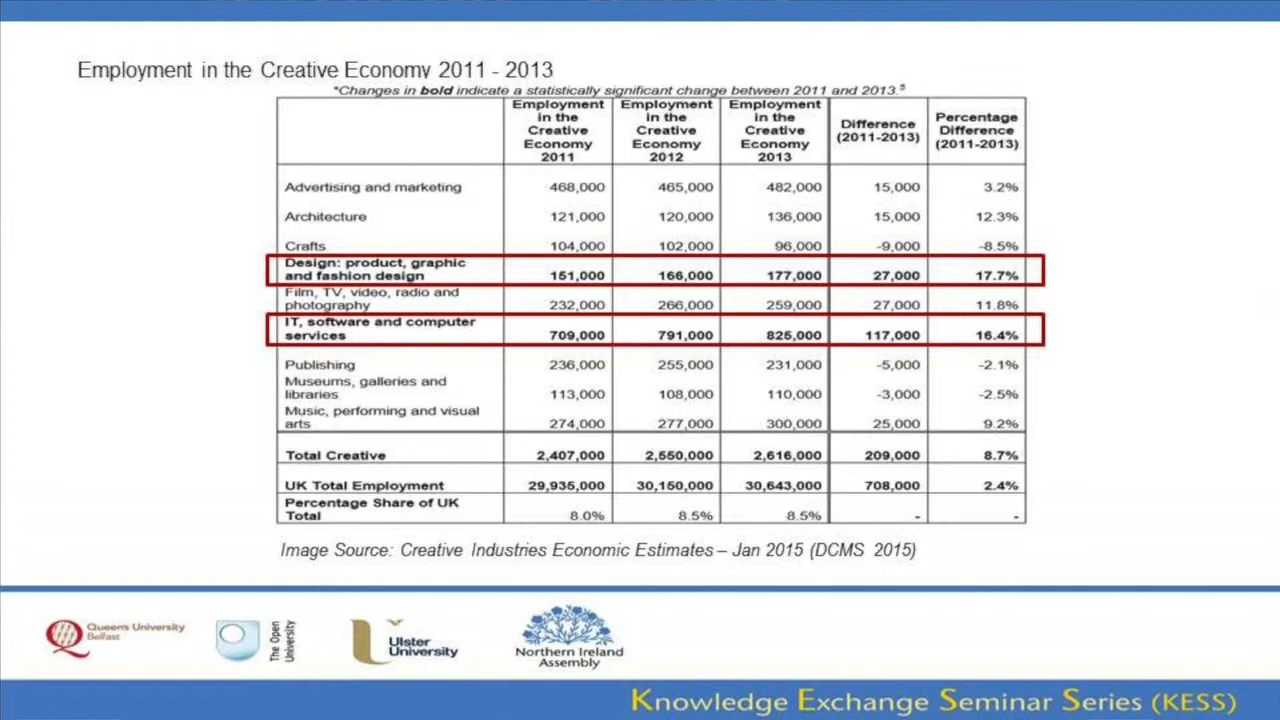 Employment in the Creative Economy 2011 - 2013
*Changes in bold indicate a statistically significant change between 2011 and 2013.5
Employment in the Creative Economy 2011 Employment in the Creative Economy 2012 Employment in the Creative Economy 2013 Difference (2011-2013) Percentage Difference (2011-2013)
Advertising and marketing 468,000 465,000 482,000 15,000 3.2%
Architecture 121,000 120,000 136,000 15,000 12.3%
Crafts 104,000 102,000 96,000 -9,000 -8.5%
Design: product, graphic
and fashion design 151,000 166,000 177,000 27,000 17.7%
Film, TV, video, radio and
photography 232,000 266,000 259,000 27,000 11.8%
IT, software and computer
services 709,000 791,000 825,000 117,000 16.4%
Publishing 236,000 255,000 231,000 -5,000 -2.1%
Museums, galleries and
libraries 113,000 108,000 110,000 -3,000 -2.5%
Music, performing and visual
arts 274,000 277,000 300,000 25,000 9.2%
Total Creative 2,407,000 2,550,000 2,616,000 209,000 8.7%
UK Total Employment 29,935,000 30,150,000 30,643,000 708,000 2.4%
Percentage Share of UK
Total 8.0% 8.5% 8.5% - -
Image Source: Creative Industries Economic Estimates – Jan 2015 (DCMS 2015)
Queen's University
Belfast
The Open
University
Ulster
University
Northern Ireland
Assembly
Knowledge Exchange Seminar Series (KESS)